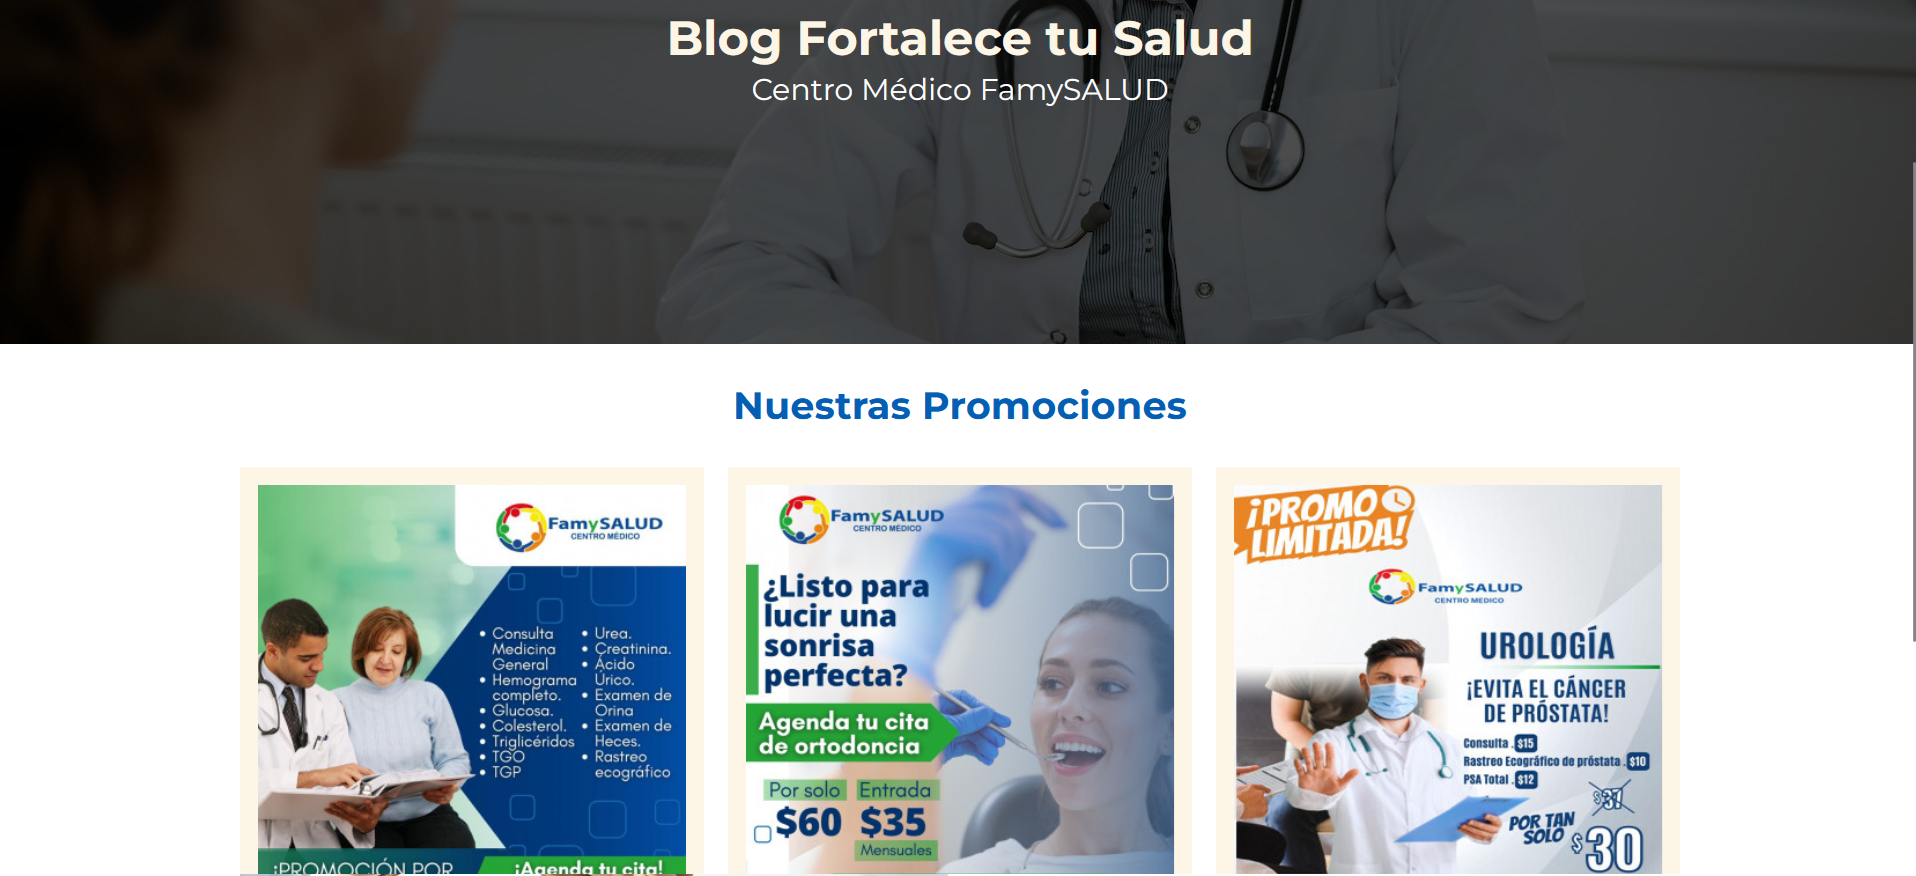 Blog Fortalece tu Salud
Centro Médico FamySALUD
Nuestras Promociones
FamySALUD
CENTRO MÉDICO
• Consulta
Medicina
General
• Hemograma
completo.
• Glucosa.
• Colesterol.
• Triglicéridos
• TGO
• TGP
• Urea.
• Creatinina.
• Ácido
Úrico.
• Examen de
Orina
• Examen de
Heces.
• Rastreo
ecográfico
¡PROMOCIÓN POR
¡Agenda tu cita!
FamySALUD
CENTRO MÉDICO
¿Listo para
lucir una
sonrisa
perfecta?
Agenda tu cita
de ortodoncia
Por solo Entrada
$60 $35
Mensuales
¡PROMO
LIMITADA!
FamySALUD
CENTRO MEDICO
UROLOGÍA
¡EVITA EL CÁNCER
DE PRÓSTATA!
Consulta . $15
Rastreo Ecográfico de próstata . $10
PSA Total . $12
$37
POR TAN
SOLO $30